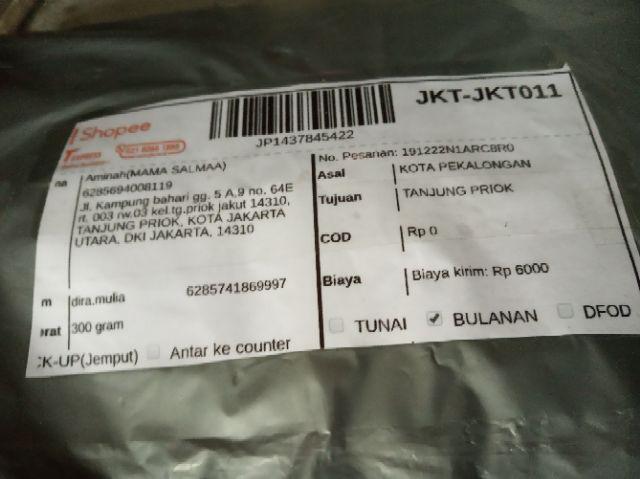 Shopee
JKT-JKT011
JP1437845422
EXPRESS
No. Pesanan: 191222N1ARC8R0
na Aminah(MAMA SALMAA)
6285694008119
Jl. Kampung bahari gg. 5 A.9 no. 64E
rt. 003 rw.03 kel.tg.priok jakut 14310,
TANJUNG PRIOK, KOTA JAKARTA
UTARA, DKI JAKARTA, 14310
Asal KOTA PEKALONGAN
Tujuan TANJUNG PRIOK
COD Rp 0
Biaya Biaya kirim: Rp 6000
m dira.mulia 6285741869997
rat 300 gram
TUNAI BULANAN DFOD
CK-UP(Jemput) Antar ke counter